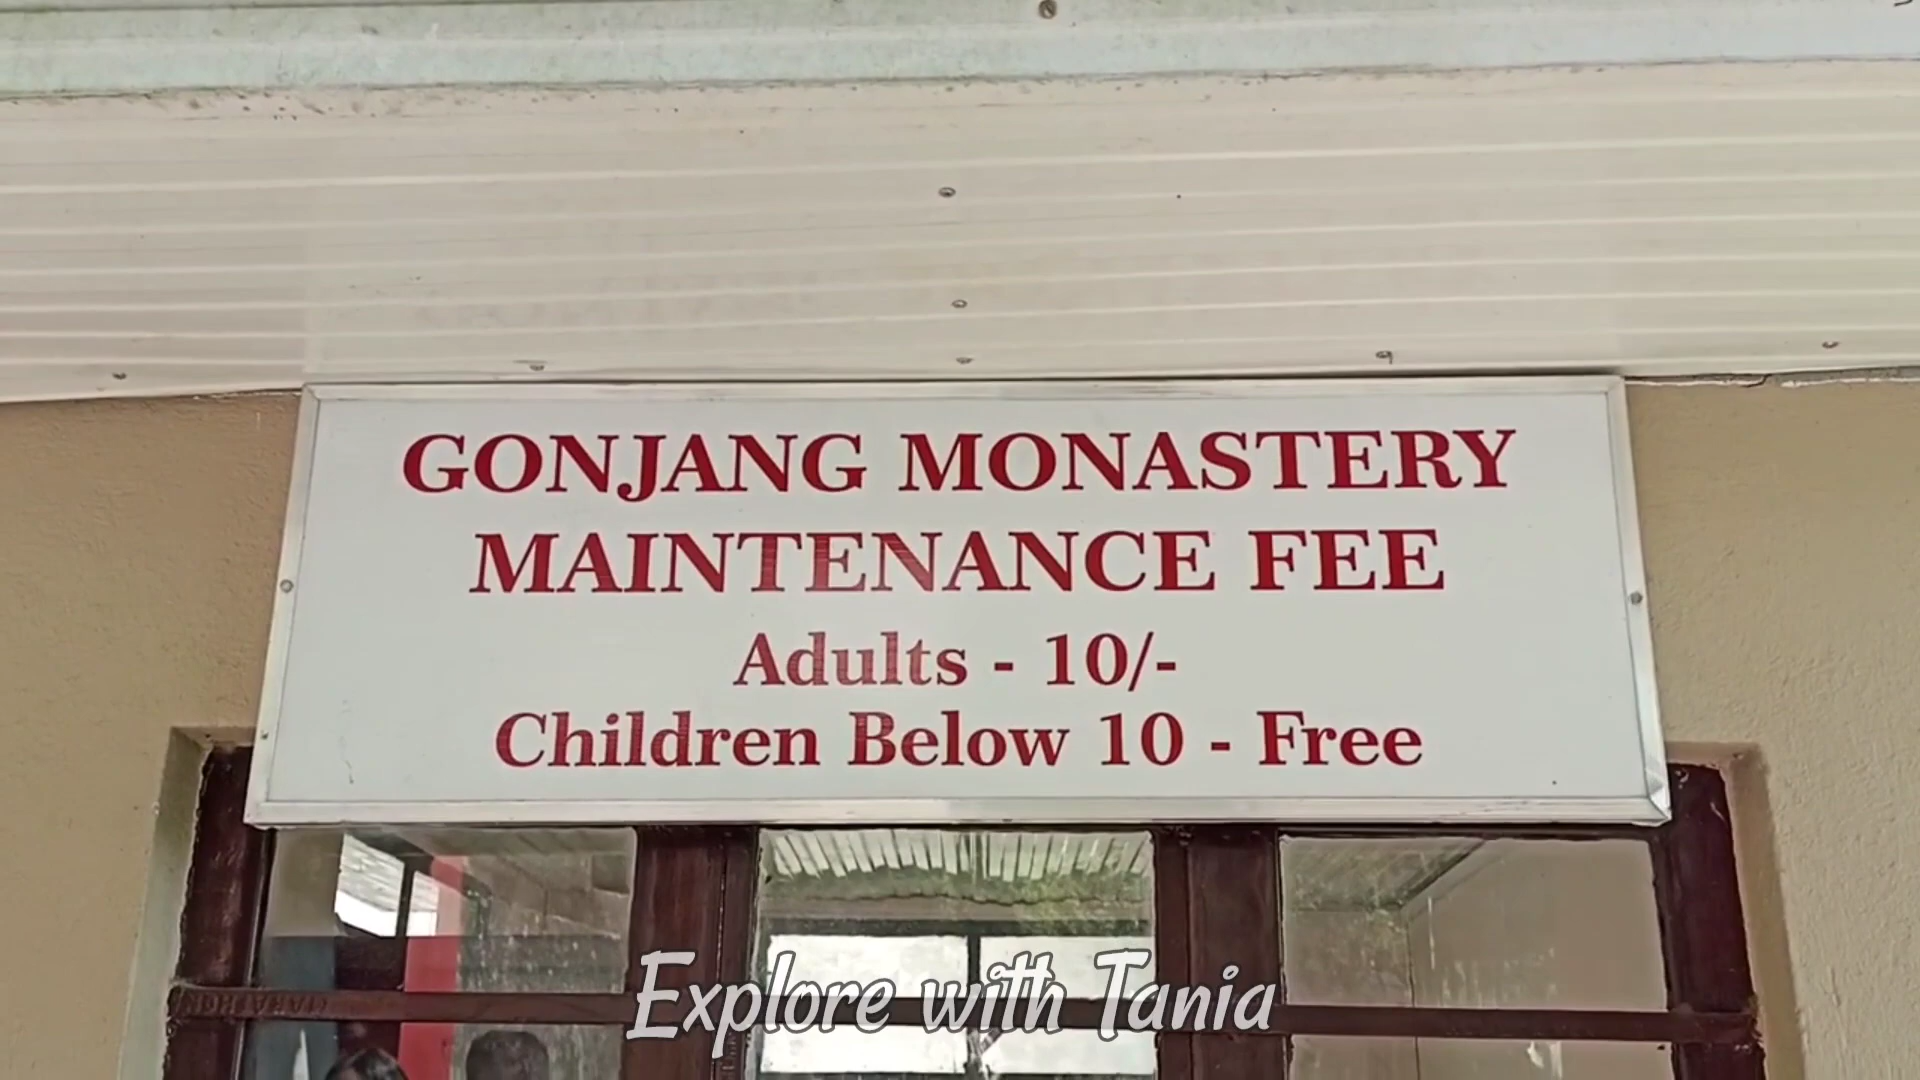 GONJANG MONASTERY
MAINTENANCE FEE
Adults - 10/-
Children Below 10 - Free
Explore with Tania